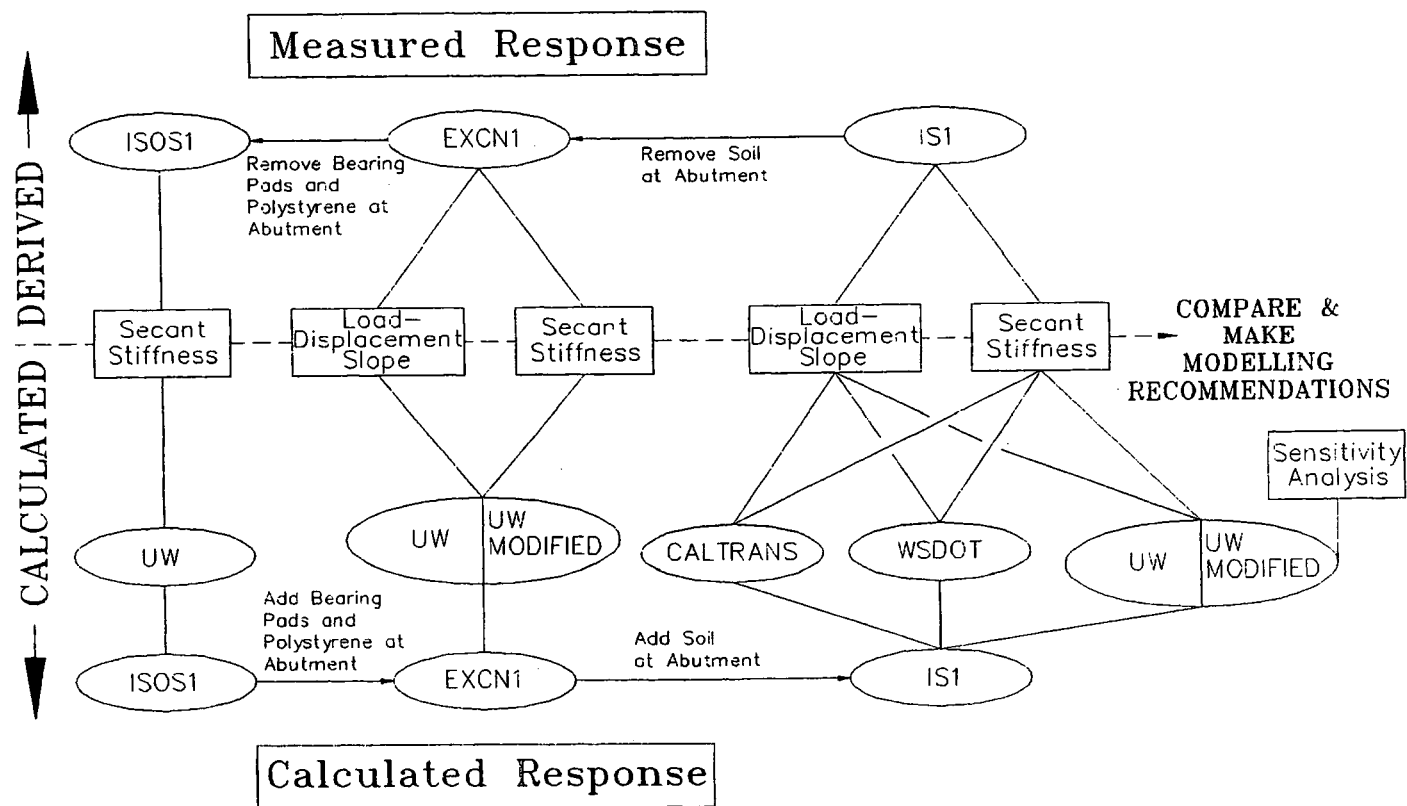 Measured Response
ISOS1
EXCN1
IS1
Remove Bearing
Pads and
Polystyrene at
Abutment
Remove Soil
at Abutment
CALCULATED DERIVED
Secant
Stiffness
Load-
Displacement
Slope
Secant
Stiffness
Load-
Displacement
Slope
Secant
Stiffness
COMPARE &
MAKE
MODELLING
RECOMMENDATIONS
Sensitivity
Analysis
UW
UW
UW
MODIFIED
CALTRANS
WSDOT
UW
UW
MODIFIED
Add Bearing
Pads and
Polystyrene at
Abutment
Add Soil
at Abutment
ISOS1
EXCN1
IS1
Calculated Response